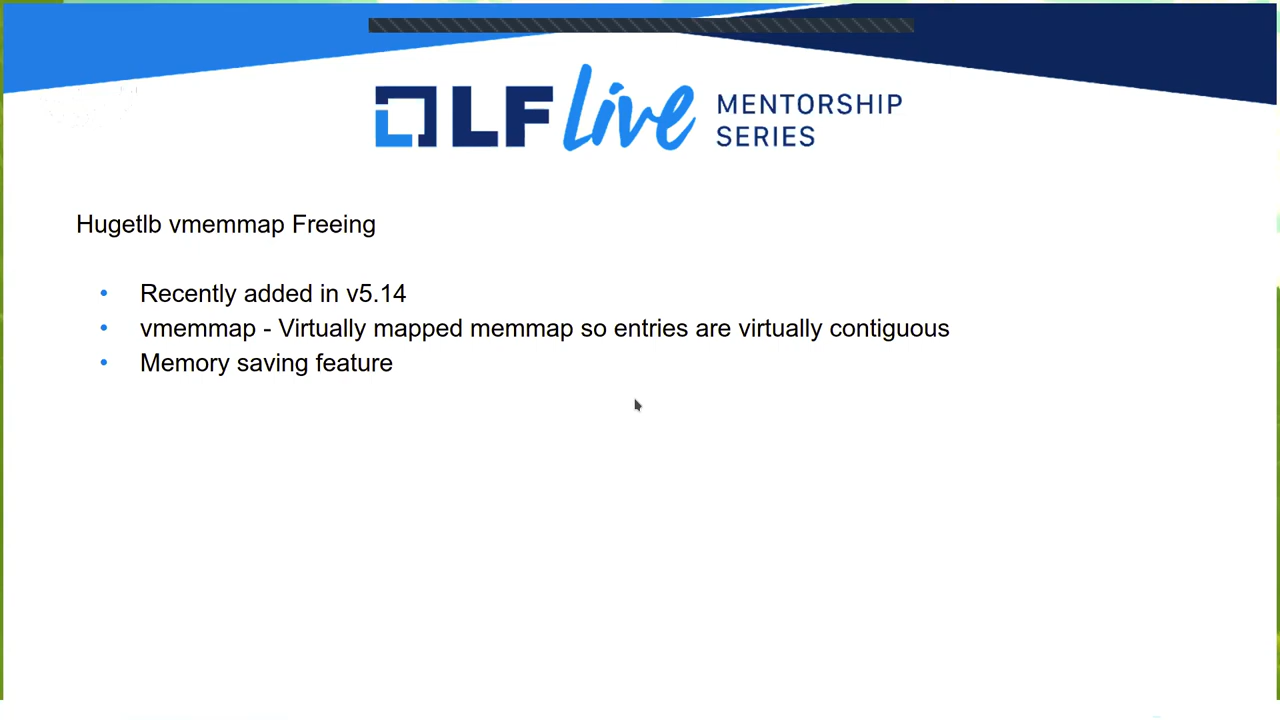 LF Live MENTORSHIP
SERIES
Hugetlb vmemmap Freeing
• Recently added in v5.14
• vmemmap - Virtually mapped memmap so entries are virtually contiguous
• Memory saving feature